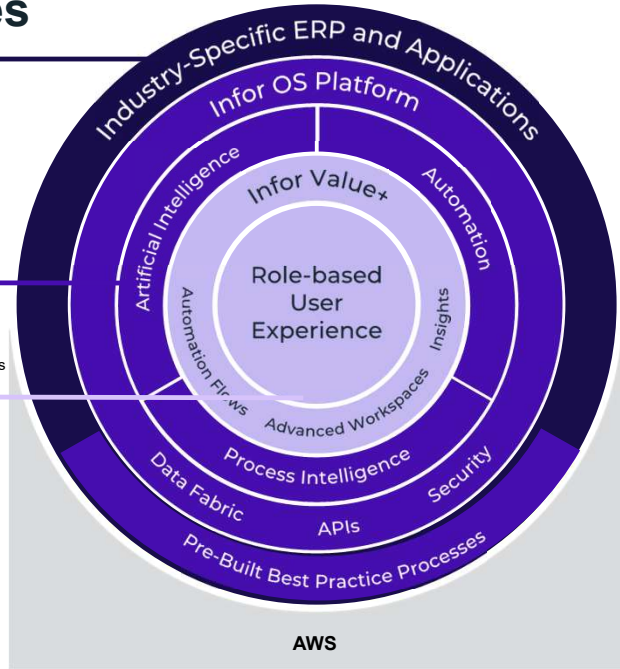 es
Industry-Specific ERP and Applications
Infor OS Platform
Artificial Intelligence
Automation
Infor Value+
Role-based
User
Experience
Automation Flows
Advanced Workspaces
Insights
s
Process Intelligence
Data Fabric
APIs
Security
Pre-Built Best Practice Processes
AWS